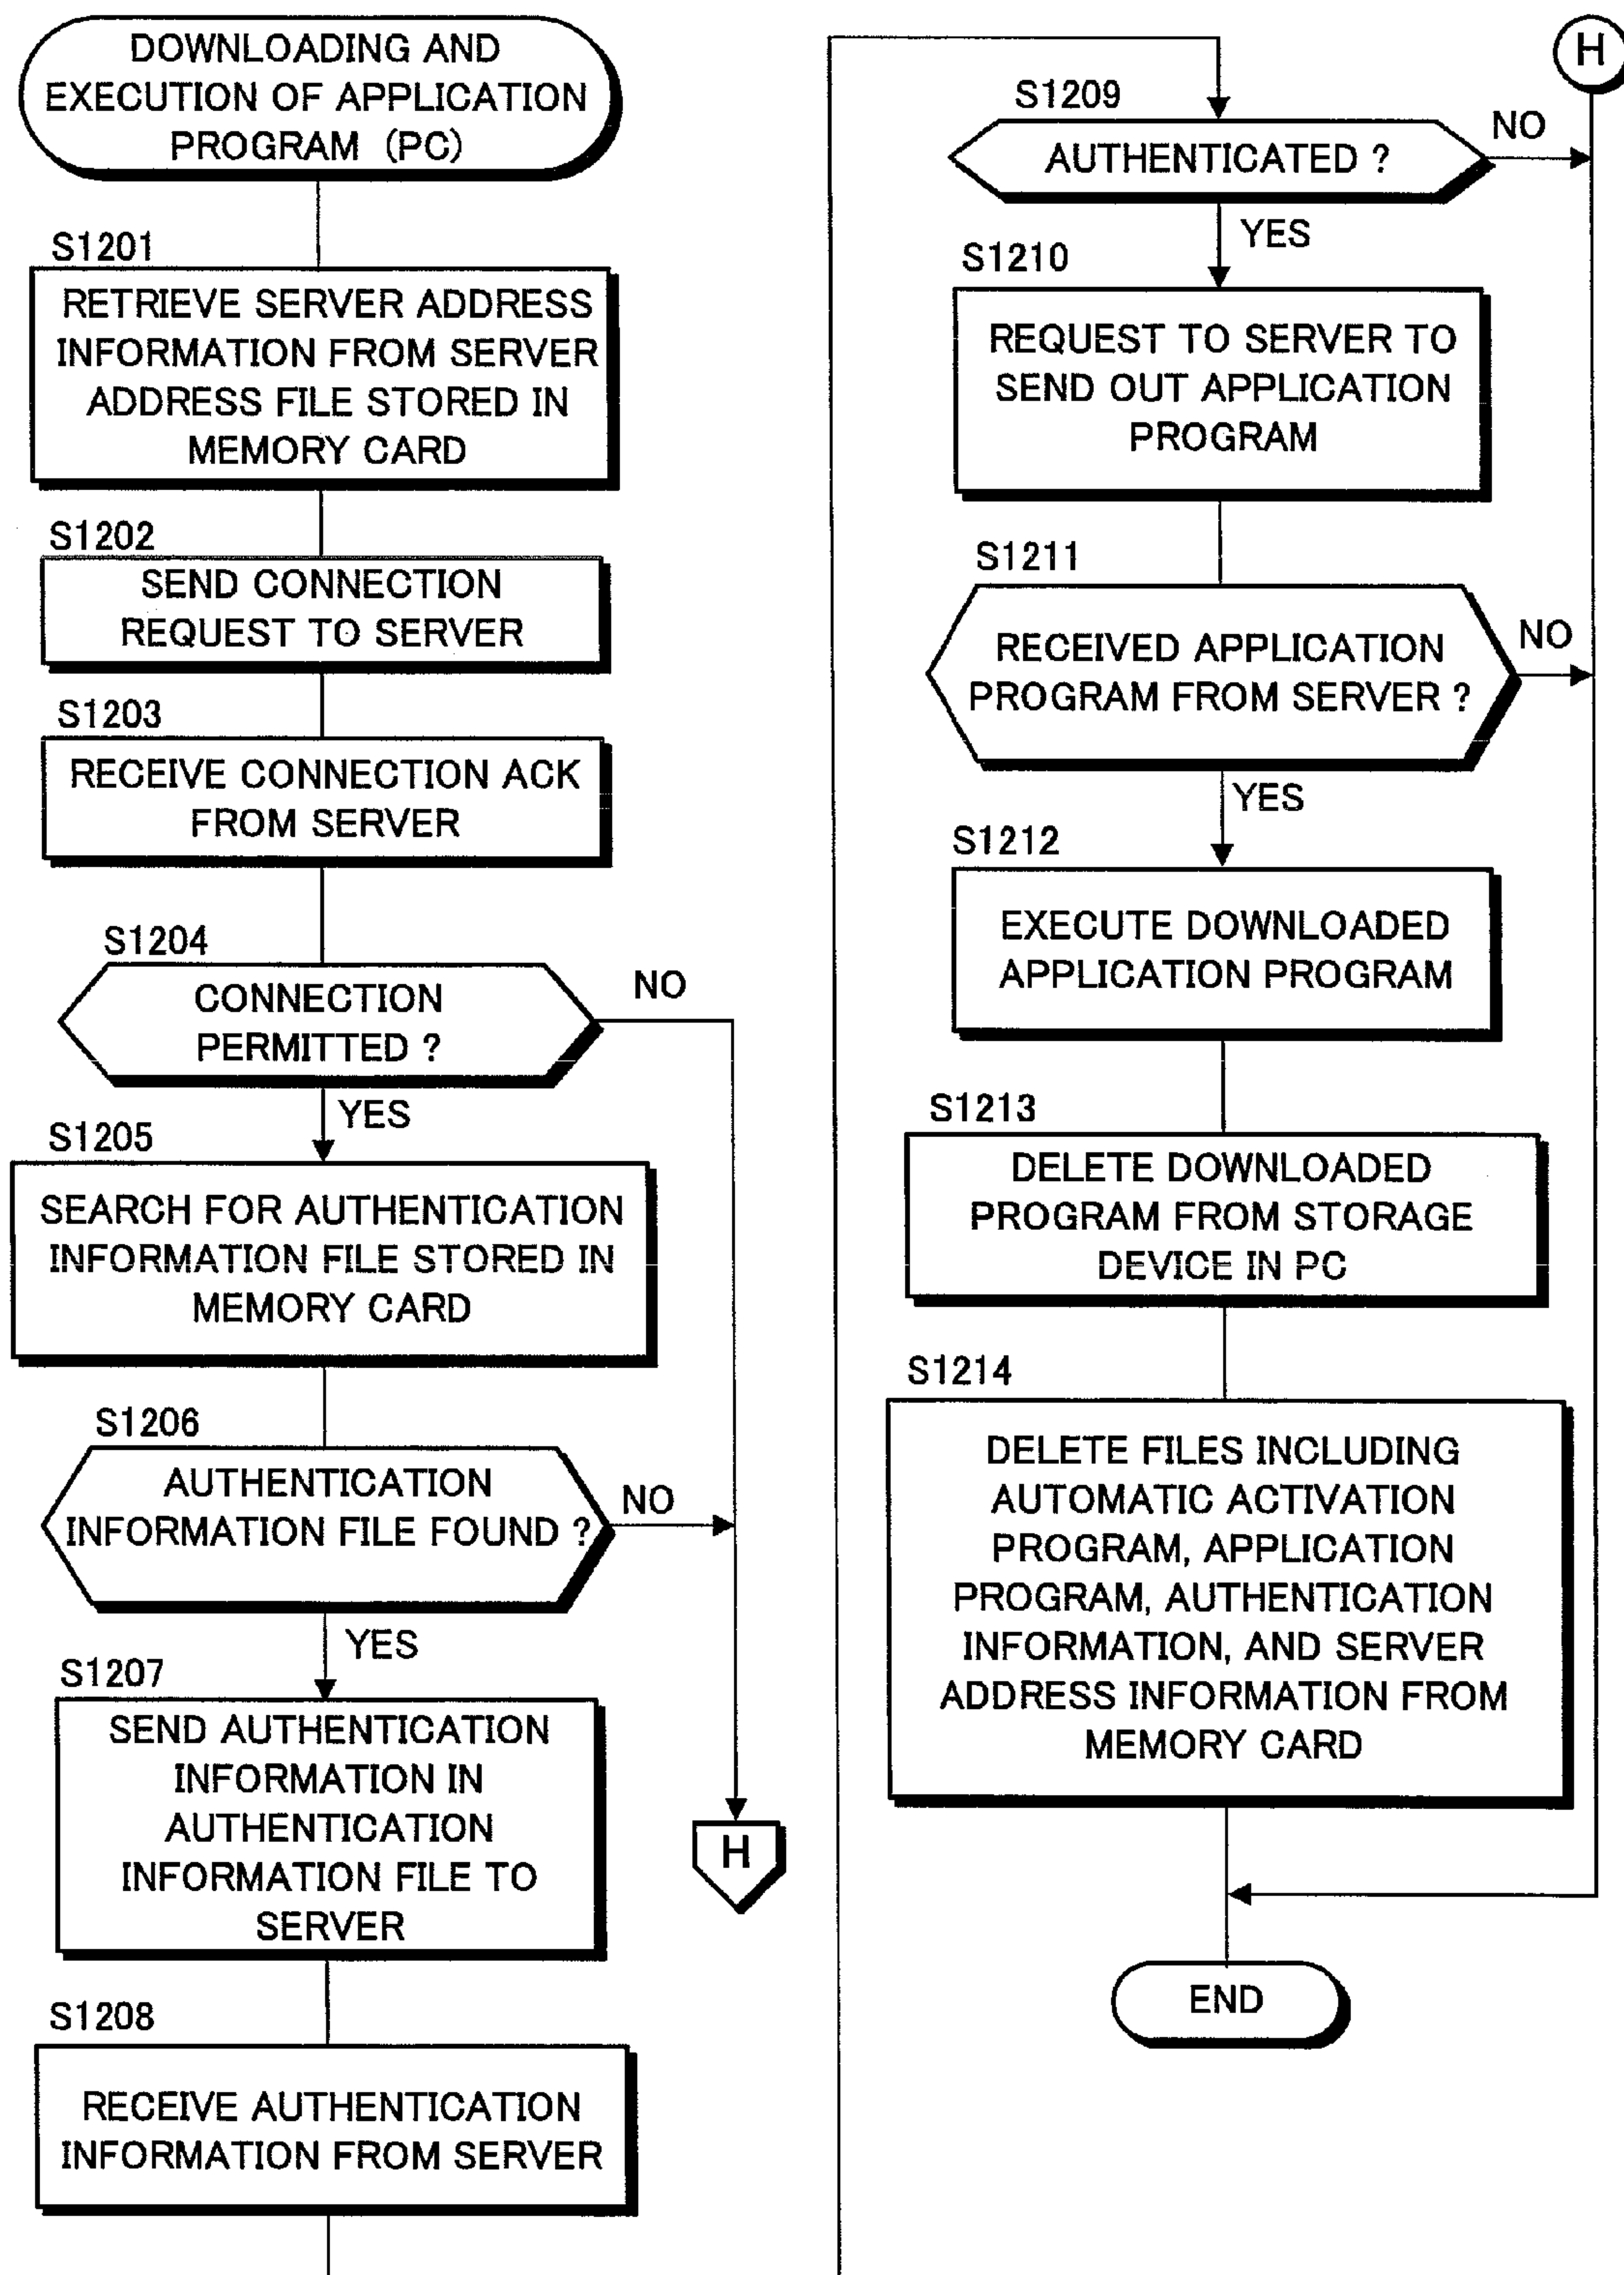 DOWNLOADING AND
EXECUTION OF APPLICATION
PROGRAM (PC)
S1201
RETRIEVE SERVER ADDRESS
INFORMATION FROM SERVER
ADDRESS FILE STORED IN
MEMORY CARD
S1202
SEND CONNECTION
REQUEST TO SERVER
S1203
RECEIVE CONNECTION ACK
FROM SERVER
S1204
CONNECTION
PERMITTED ?
NO
YES
S1205
SEARCH FOR AUTHENTICATION
INFORMATION FILE STORED IN
MEMORY CARD
S1206
AUTHENTICATION
INFORMATION FILE FOUND ?
NO
YES
S1207
SEND AUTHENTICATION
INFORMATION IN
AUTHENTICATION
INFORMATION FILE TO
SERVER
H
S1208
RECEIVE AUTHENTICATION
INFORMATION FROM SERVER
H
S1209
AUTHENTICATED ?
NO
YES
S1210
REQUEST TO SERVER TO
SEND OUT APPLICATION
PROGRAM
S1211
RECEIVED APPLICATION
PROGRAM FROM SERVER ?
NO
YES
S1212
EXECUTE DOWNLOADED
APPLICATION PROGRAM
S1213
DELETE DOWNLOADED
PROGRAM FROM STORAGE
DEVICE IN PC
S1214
DELETE FILES INCLUDING
AUTOMATIC ACTIVATION
PROGRAM, APPLICATION
PROGRAM, AUTHENTICATION
INFORMATION, AND SERVER
ADDRESS INFORMATION FROM
MEMORY CARD
END